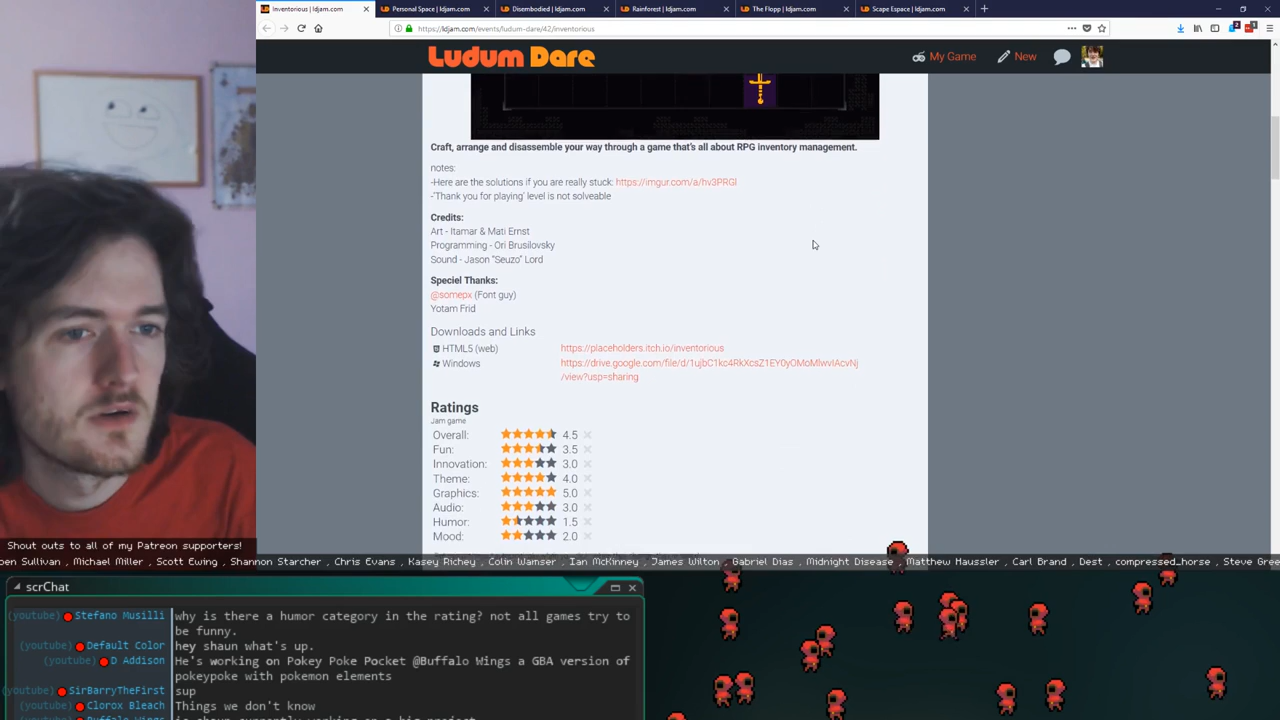 Inventorious | ldjam.com
Personal Space | ldjam.com
Disembodied | ldjam.com
Rainforest | ldjam.com
The Flopp | ldjam.com
Scape Espace | ldjam.com
https://ldjam.com/events/ludum-dare/42/inventorious
Ludum Dare
My Game
New
Craft, arrange and disassemble your way through a game that's all about RPG inventory management.
notes:
-Here are the solutions if you are really stuck: https://imgur.com/a/hv3PRGl
-'Thank you for playing' level is not solveable
Credits:
Art - Itamar & Mati Ernst
Programming - Ori Brusilovsky
Sound - Jason "Seuzo" Lord
Speciel Thanks:
@somepx (Font guy)
Yotam Frid
Downloads and Links
HTML5 (web) https://placeholders.itch.io/inventorious
Windows https://drive.google.com/file/d/1ujbC1kc4RkXcsZ1EY0yOMoMlwvIAcvNj
/view?usp=sharing
Ratings
Jam game
Overall: 4.5
Fun: 3.5
Innovation: 3.0
Theme: 4.0
Graphics: 5.0
Audio: 3.0
Humor: 1.5
Mood: 2.0
Shout outs to all of my Patreon supporters!
Sullivan , Michael Miller , Scott Ewing , Shannon Starcher , Chris Evans , Kasey Richey , Colin Wamser , Ian McKinney , James Wilton , Gabriel Dias , Midnight Disease , Matthew Haussler , Carl Brand , Dest , compressed_horse , Steve
scrChat
(youtube) Stefano Musilli why is there a humor category in the rating? not all games try to
be funny.
(youtube) Default Color hey shaun what's up.
(youtube) D Addison He's working on Pokey Poke Pocket @Buffalo Wings a GBA version of
pokeypoke with pokemon elements
(youtube) SirBarryTheFirst sup
(youtube) Clorox Bleach Things we don't know